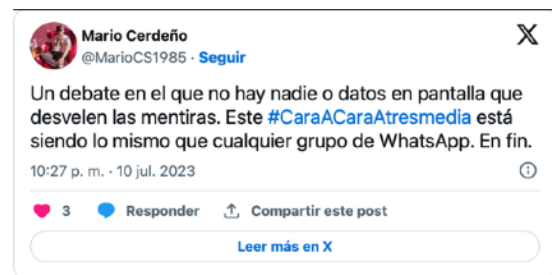 Mario Cerdeño
@MarioCS1985 · Seguir
Un debate en el que no hay nadie o datos en pantalla que
desvelen las mentiras. Este #CaraACaraAtresmedia está
siendo lo mismo que cualquier grupo de WhatsApp. En fin.
10:27 p. m. · 10 jul. 2023
3 Responder Compartir este post
Leer más en X